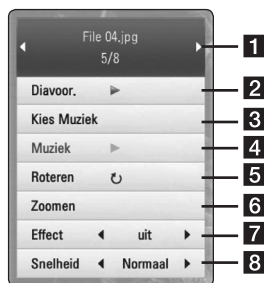 File 04.jpg
1
5/8
Diavoor.
2
Kies Muziek
3
Muziek
4
Roteren
5
Zoomen
6
Effect uit
7
Snelheid Normaal
8